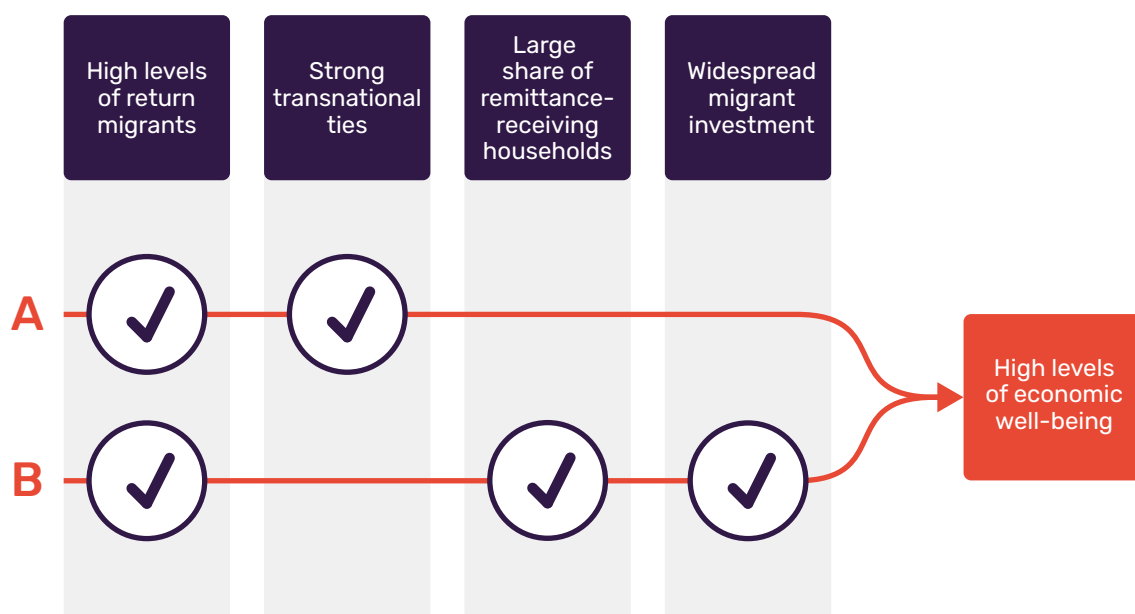 High levels
of return
migrants
Strong
transnational
ties
Large
share of
remittance-
receiving
households
Widespread
migrant
investment
A
High levels
of economic
well-being
B